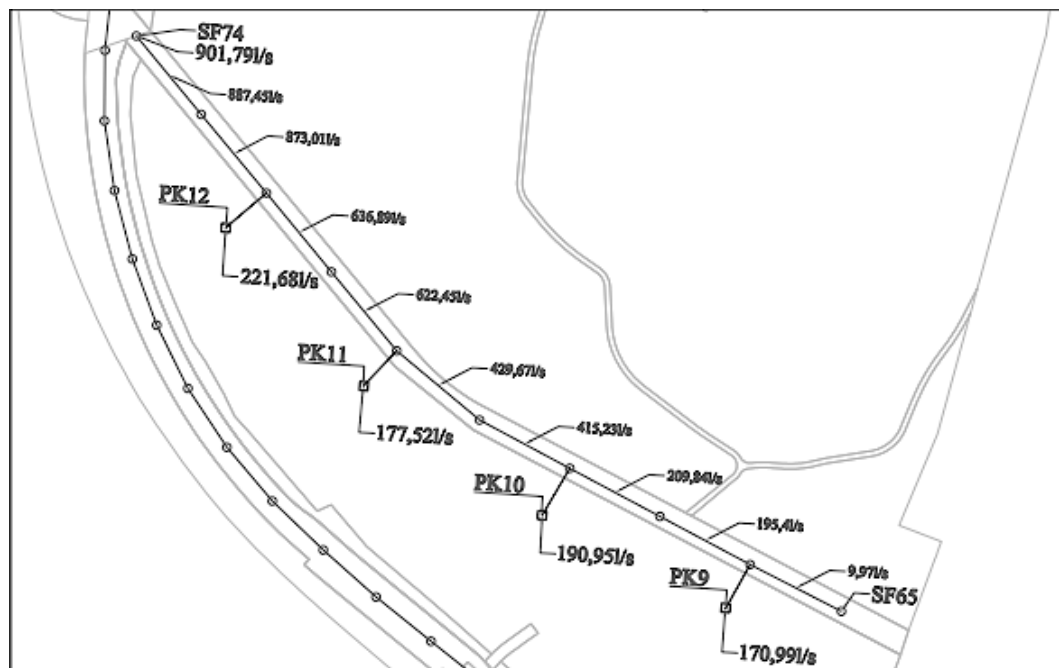 SF74
901,79l/s
887,45l/s
873,01l/s
PK12
636,89l/s
221,68l/s
622,45l/s
PK11
429,67l/s
177,52l/s
415,23l/s
PK10
209,84l/s
190,95l/s
195,4l/s
PK9
9,97l/s
SF65
170,99l/s